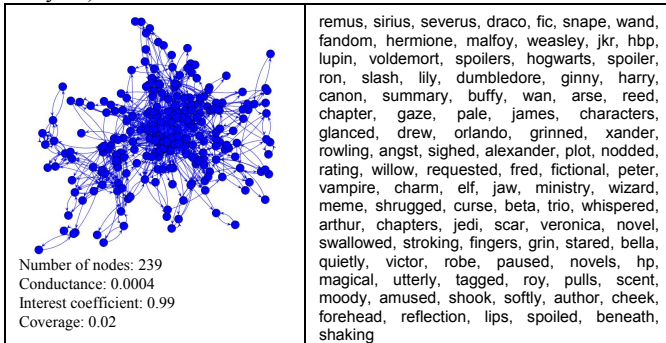 Number of nodes: 239
Conductance: 0.0004
Interest coefficient: 0.99
Coverage: 0.02
remus, sirius, severus, draco, fic, snape, wand,
fandom, hermione, malfoy, weasley, jkr, hbp,
lupin, voldemort, spoilers, hogwarts, spoiler,
ron, slash, lily, dumbledore, ginny, harry,
canon, summary, buffy, wan, arse, reed,
chapter, gaze, pale, james, characters,
glanced, drew, orlando, grinned, xander,
rowling, angst, sighed, alexander, plot, nodded,
rating, willow, requested, fred, fictional, peter,
vampire, charm, elf, jaw, ministry, wizard,
meme, shrugged, curse, beta, trio, whispered,
arthur, chapters, jedi, scar, veronica, novel,
swallowed, stroking, fingers, grin, stared, bella,
quietly, victor, robe, paused, novels, hp,
magical, utterly, tagged, roy, pulls, scent,
moody, amused, shook, softly, author, cheek,
forehead, reflection, lips, spoiled, beneath,
shaking